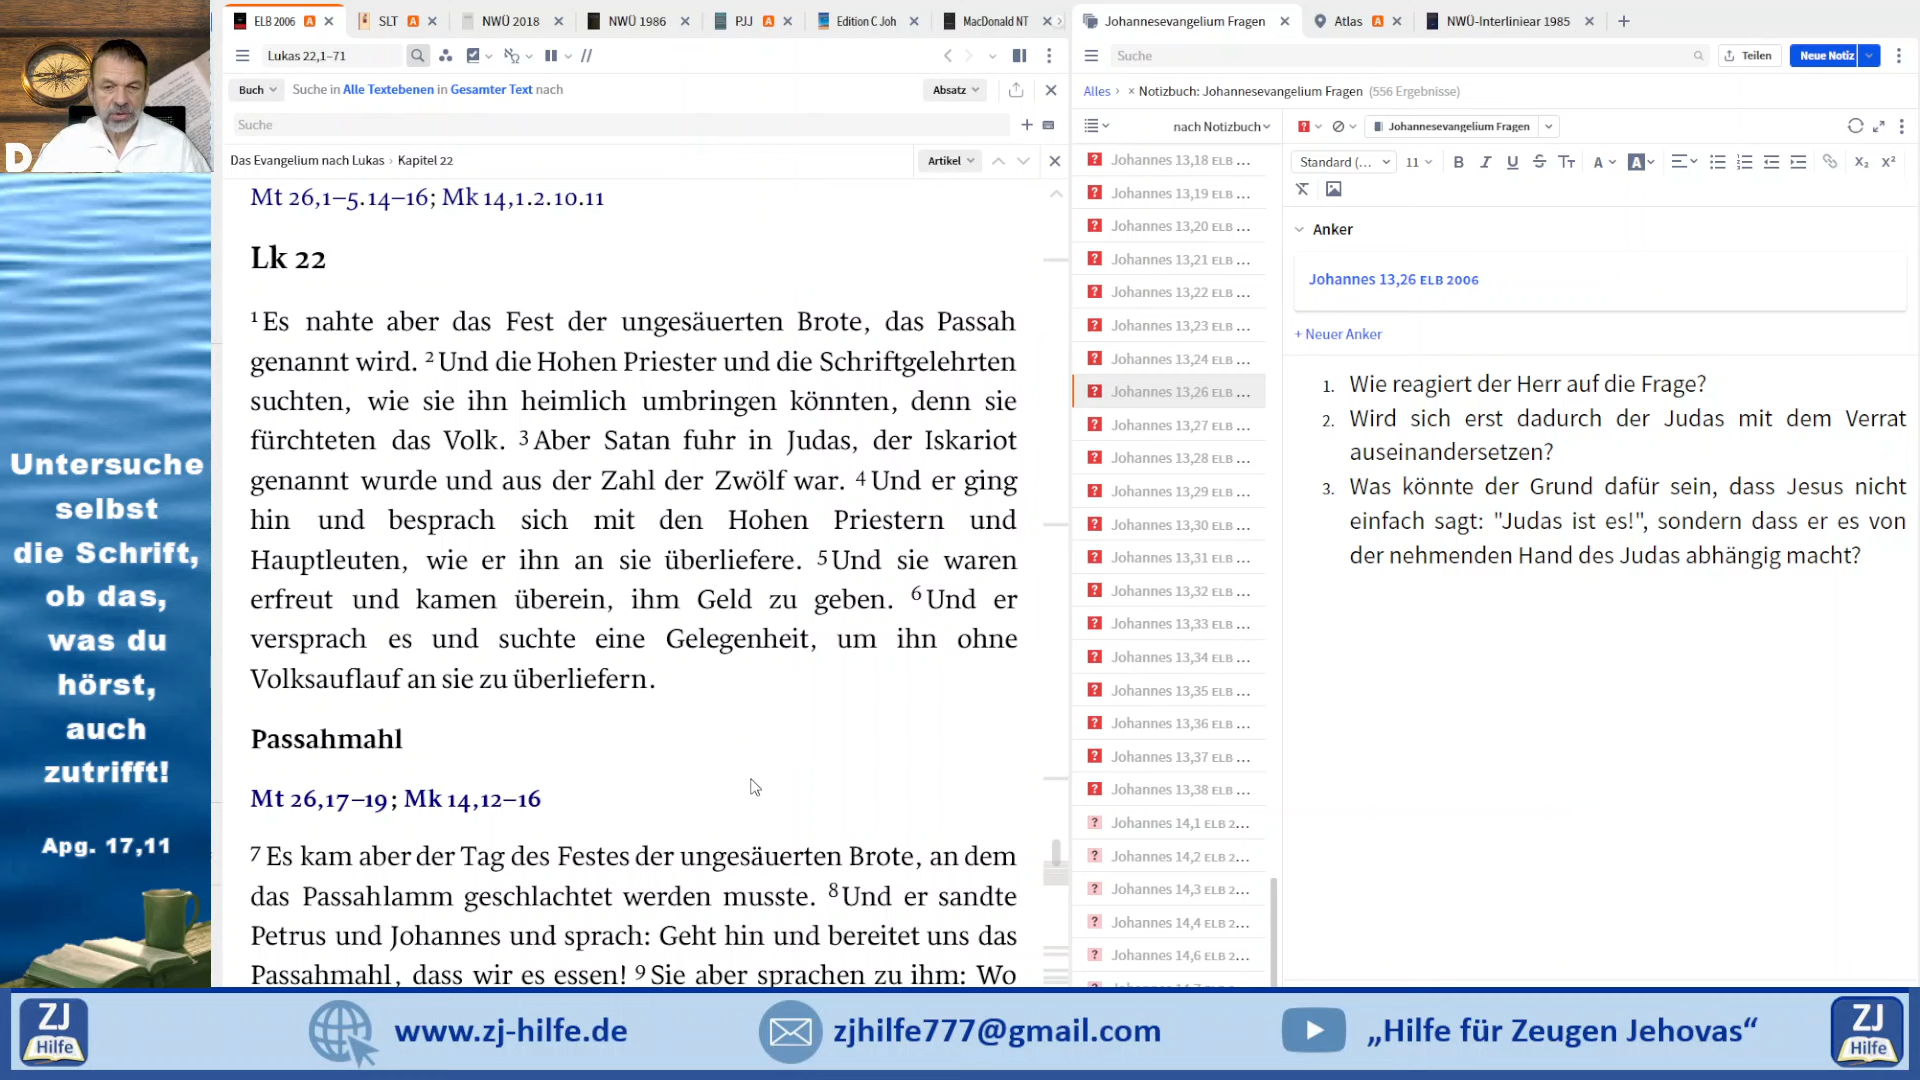 ELB 2006 A
SLT A
NWÜ 2018
NWÜ 1986
PJJ A
Edition C Joh
MacDonald NT
Johannesevangelium Fragen
Atlas A
NWÜ-Interliniear 1985
Lukas 22,1–71
Suche
Teilen
Neue Notiz
Buch
Suche in Alle Textebenen in Gesamter Text nach
Absatz
Alles › × Notizbuch: Johannesevangelium Fragen (556 Ergebnisse)
Suche
nach Notizbuch
Johannesevangelium Fragen
Das Evangelium nach Lukas › Kapitel 22
Artikel
Standard (...
11
Mt 26,1–5.14–16; Mk 14,1.2.10.11
Lk 22
1 Es nahte aber das Fest der ungesäuerten Brote, das Passah
genannt wird. 2 Und die Hohen Priester und die Schriftgelehrten
suchten, wie sie ihn heimlich umbringen könnten, denn sie
fürchteten das Volk. 3 Aber Satan fuhr in Judas, der Iskariot
genannt wurde und aus der Zahl der Zwölf war. 4 Und er ging
hin und besprach sich mit den Hohen Priestern und
Hauptleuten, wie er ihn an sie überliefere. 5 Und sie waren
erfreut und kamen überein, ihm Geld zu geben. 6 Und er
versprach es und suchte eine Gelegenheit, um ihn ohne
Volksauflauf an sie zu überliefern.
Passahmahl
Mt 26,17–19; Mk 14,12–16
7 Es kam aber der Tag des Festes der ungesäuerten Brote, an dem
das Passahlamm geschlachtet werden musste. 8 Und er sandte
Petrus und Johannes und sprach: Geht hin und bereitet uns das
Passahmahl, dass wir es essen! 9 Sie aber sprachen zu ihm: Wo
Johannes 13,18 ELB ...
Johannes 13,19 ELB ...
Johannes 13,20 ELB ...
Johannes 13,21 ELB ...
Johannes 13,22 ELB ...
Johannes 13,23 ELB ...
Johannes 13,24 ELB ...
Johannes 13,26 ELB ...
Johannes 13,27 ELB ...
Johannes 13,28 ELB ...
Johannes 13,29 ELB ...
Johannes 13,30 ELB ...
Johannes 13,31 ELB ...
Johannes 13,32 ELB ...
Johannes 13,33 ELB ...
Johannes 13,34 ELB ...
Johannes 13,35 ELB ...
Johannes 13,36 ELB ...
Johannes 13,37 ELB ...
Johannes 13,38 ELB ...
Johannes 14,1 ELB 2...
Johannes 14,2 ELB 2...
Johannes 14,3 ELB 2...
Johannes 14,4 ELB 2...
Johannes 14,6 ELB 2...
Anker
Johannes 13,26 ELB 2006
+ Neuer Anker
1. Wie reagiert der Herr auf die Frage?
2. Wird sich erst dadurch der Judas mit dem Verrat
auseinandersetzen?
3. Was könnte der Grund dafür sein, dass Jesus nicht
einfach sagt: "Judas ist es!", sondern dass er es von
der nehmenden Hand des Judas abhängig macht?
Untersuche
selbst
die Schrift,
ob das,
was du
hörst,
auch
zutrifft!
Apg. 17,11
ZJ
Hilfe
www.zj-hilfe.de
zjhilfe777@gmail.com
„Hilfe für Zeugen Jehovas“
ZJ
Hilfe